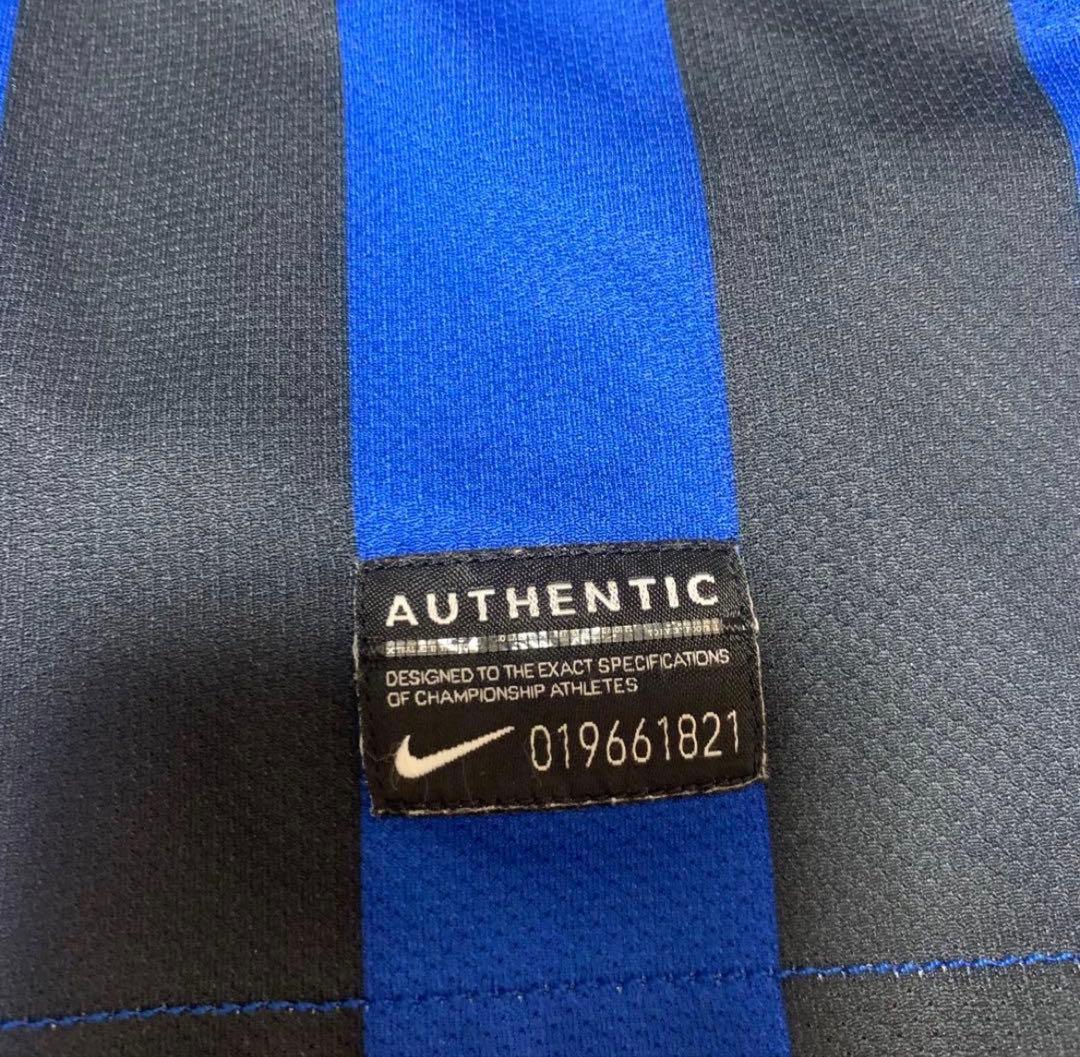 AUTHENTIC
DESIGNED TO THE EXACT SPECIFICATIONS
OF CHAMPIONSHIP ATHLETES
019661821